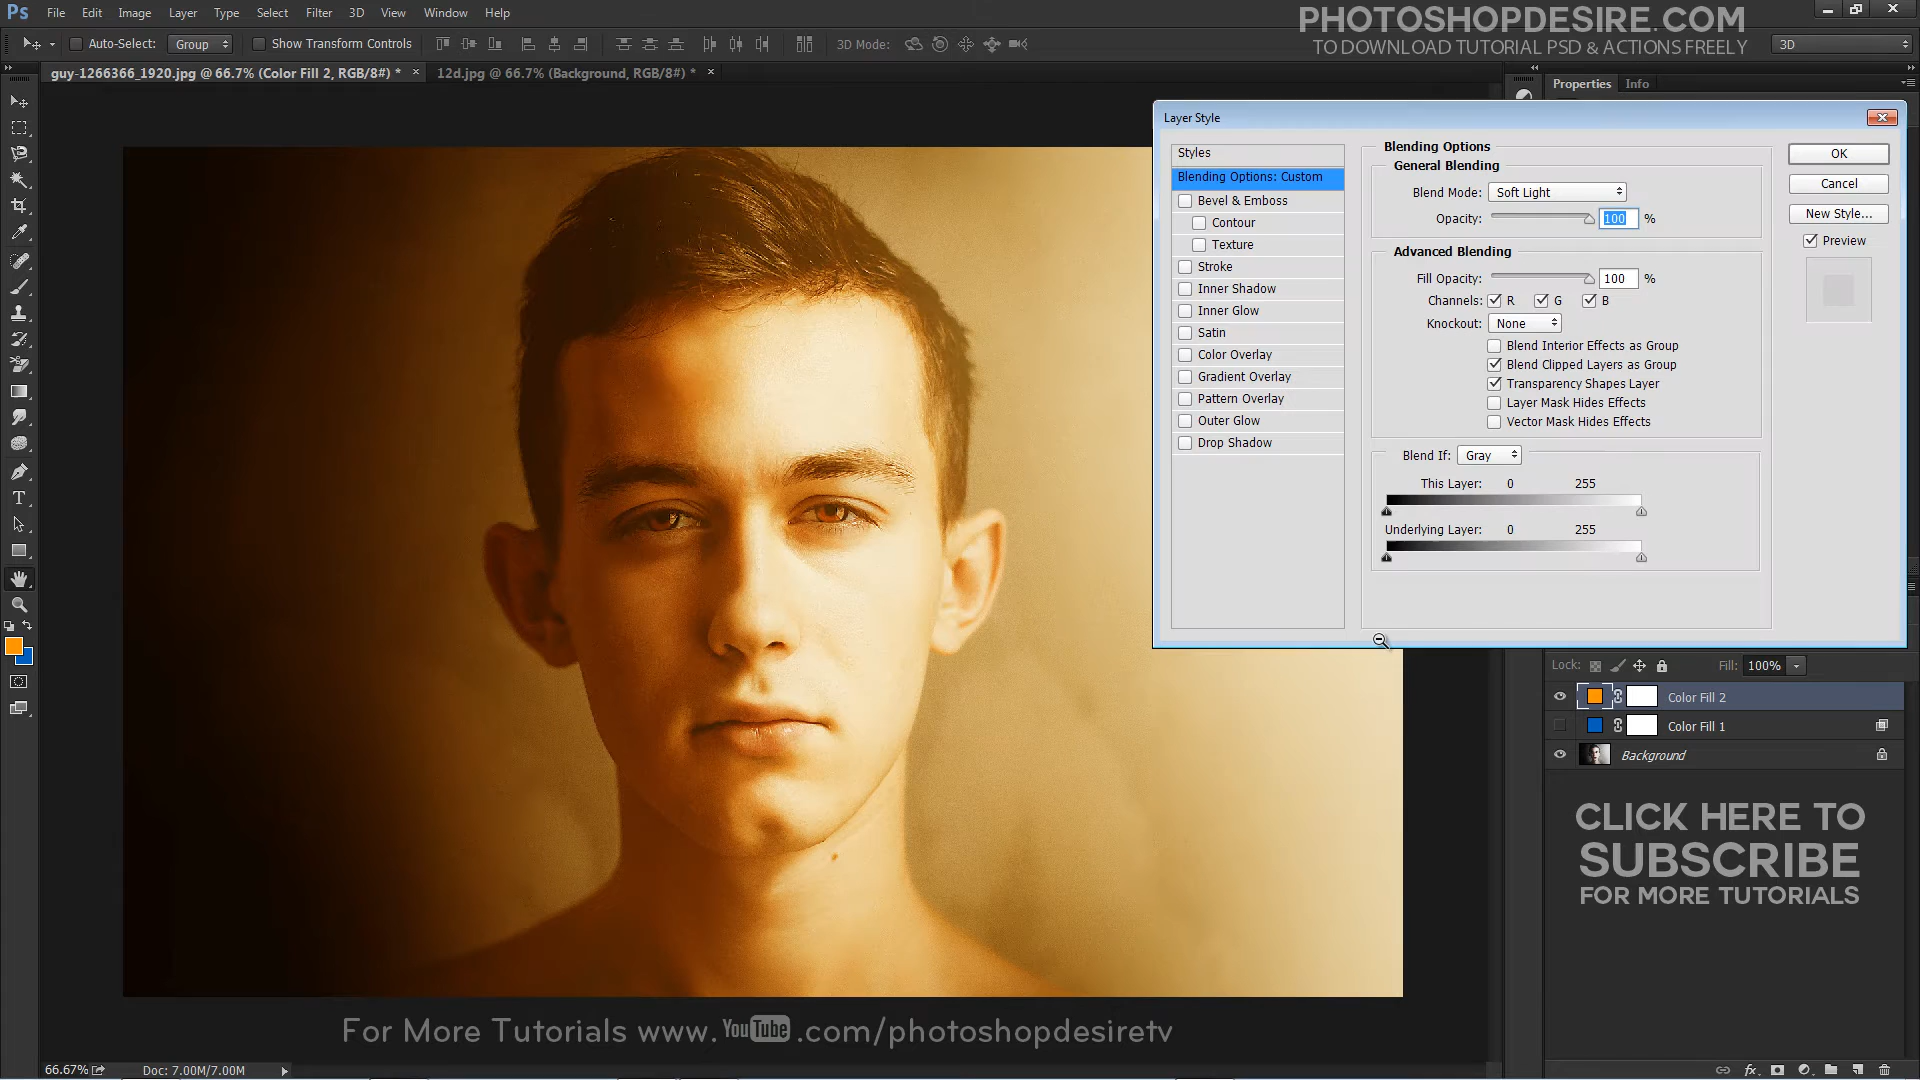 Ps File Edit Image Layer Type Select Filter 3D View Window Help
PHOTOSHOPDESIRE.COM
TO DOWNLOAD TUTORIAL PSD & ACTIONS FREELY
Auto-Select: Group Show Transform Controls 3D Mode: 3D
guy-1266366_1920.jpg @ 66.7% (Color Fill 2, RGB/8#) * × 12d.jpg @ 66.7% (Background, RGB/8#) * ×
Properties Info
Layer Style
Styles
Blending Options: Custom
Bevel & Emboss
Contour
Texture
Stroke
Inner Shadow
Inner Glow
Satin
Color Overlay
Gradient Overlay
Pattern Overlay
Outer Glow
Drop Shadow
Blending Options
General Blending
Blend Mode: Soft Light
Opacity: 100 %
Advanced Blending
Fill Opacity: 100 %
Channels: R G B
Knockout: None
Blend Interior Effects as Group
Blend Clipped Layers as Group
Transparency Shapes Layer
Layer Mask Hides Effects
Vector Mask Hides Effects
Blend If: Gray
This Layer: 0 255
Underlying Layer: 0 255
OK
Cancel
New Style...
Preview
T
Lock: Fill: 100%
Color Fill 2
Color Fill 1
Background
CLICK HERE TO
SUBSCRIBE
FOR MORE TUTORIALS
For More Tutorials www.YouTube.com/photoshopdesiretv
66.67% Doc: 7.00M/7.00M
fx